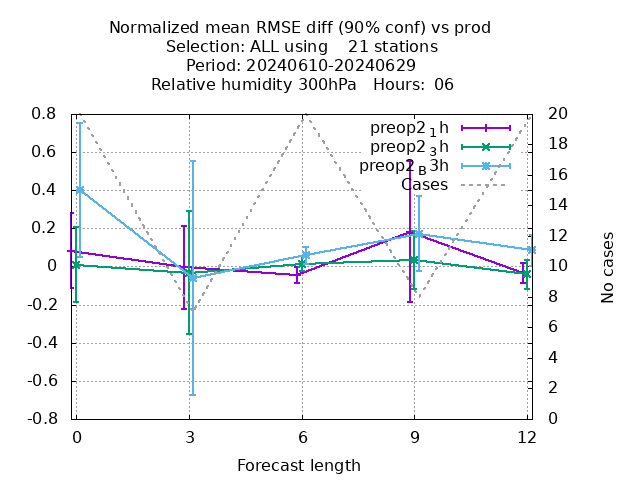 Normalized mean RMSE diff (90% conf) vs prod
Selection: ALL using 21 stations
Period: 20240610-20240629
Relative humidity 300hPa Hours: 06
0.8
0.6
0.4
0.2
0
-0.2
-0.4
-0.6
-0.8
20
18
16
14
12
10
8
6
4
2
0
preop2₁h
preop2₃h
preop2_B3h
Cases
No cases
0 3 6 9 12
Forecast length